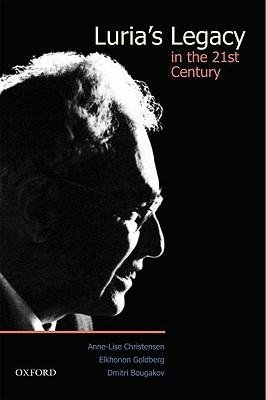 Luria's Legacy
in the 21st
Century
Anne-Lise Christensen
Elkhonon Goldberg
Dmitri Bougakov
OXFORD